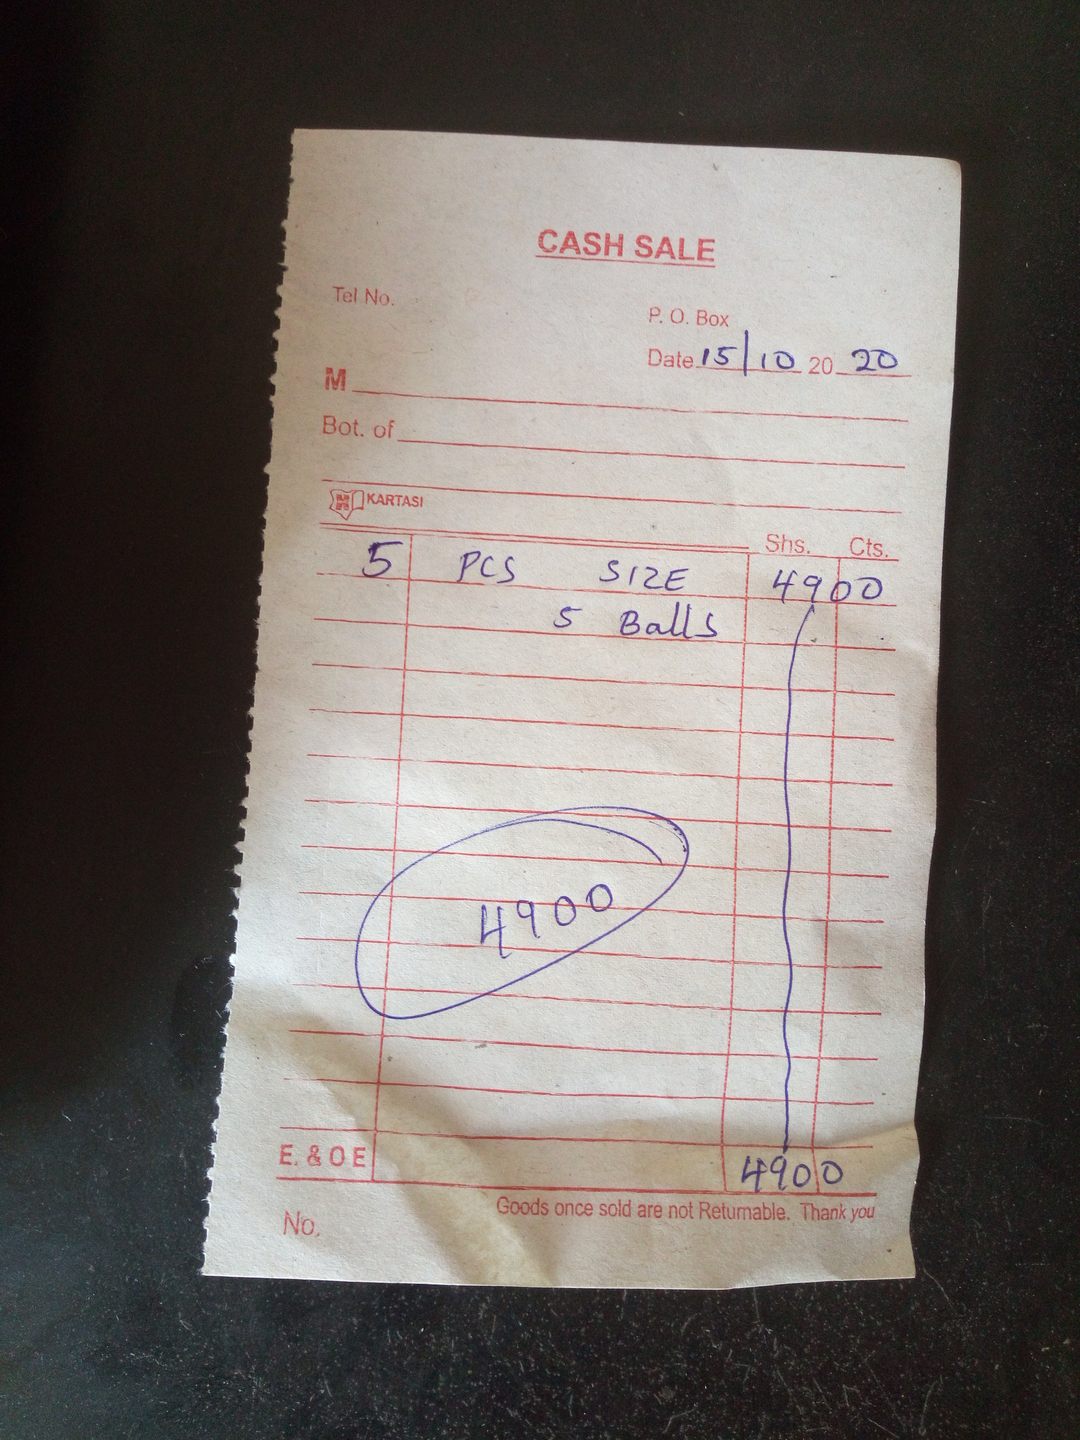 CASH SALE
Tel No.
P. O. Box
Date 15/10 20 20
M
Bot. of
KARTASI
Shs. Cts.
5 PCS SIZE 4900
5 Balls
4900
E. & O E 4900
Goods once sold are not Returnable. Thank you
No.